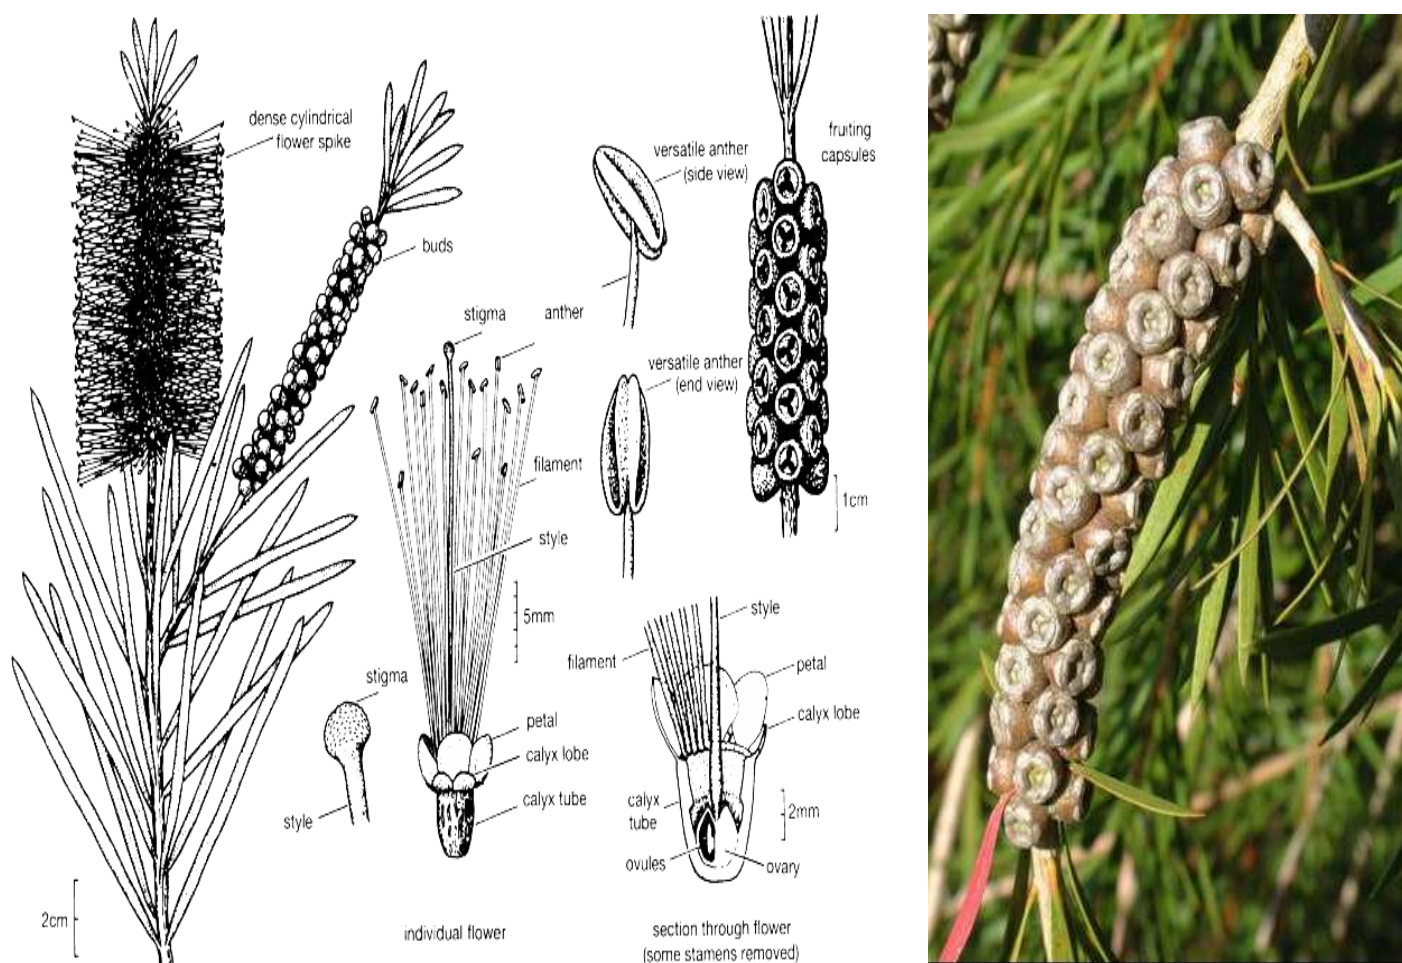 dense cylindrical
flower spike
buds
versatile anther
(side view)
fruiting
capsules
stigma
anther
versatile anther
(end view)
filament
1cm
style
5mm
style
filament
petal
calyx lobe
stigma
petal
calyx lobe
calyx tube
style
calyx
tube
2mm
ovules
ovary
2cm
individual flower
section through flower
(some stamens removed)